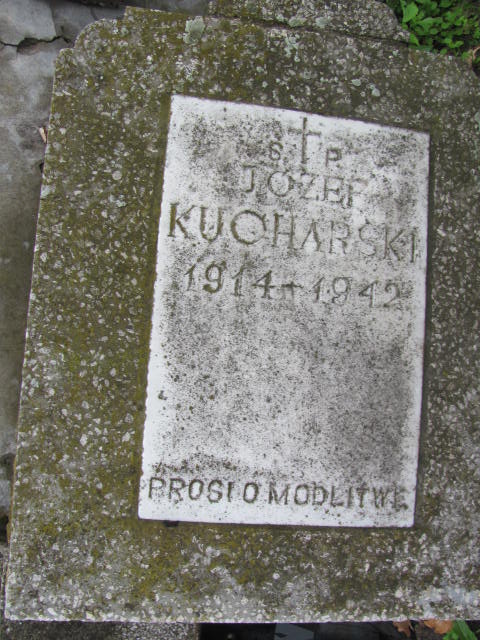 S † P
JÓZEF
KUCHARSKI
1914 + 1942
PROSI O MODLITWĘ